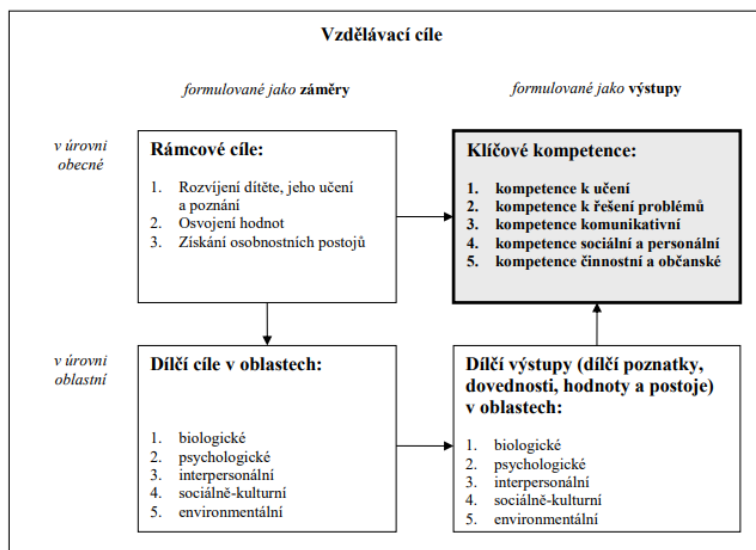 Vzdělávací cíle
formulované jako záměry
formulované jako výstupy
v úrovni
obecné
Rámcové cíle:
1. Rozvíjení dítěte, jeho učení
a poznání
2. Osvojení hodnot
3. Získání osobnostních postojů
Klíčové kompetence:
1. kompetence k učení
2. kompetence k řešení problémů
3. kompetence komunikativní
4. kompetence sociální a personální
5. kompetence činnostní a občanské
v úrovni
oblastní
Dílčí cíle v oblastech:
1. biologické
2. psychologické
3. interpersonální
4. sociálně-kulturní
5. environmentální
Dílčí výstupy (dílčí poznatky,
dovednosti, hodnoty a postoje)
v oblastech:
1. biologické
2. psychologické
3. interpersonální
4. sociálně-kulturní
5. environmentální